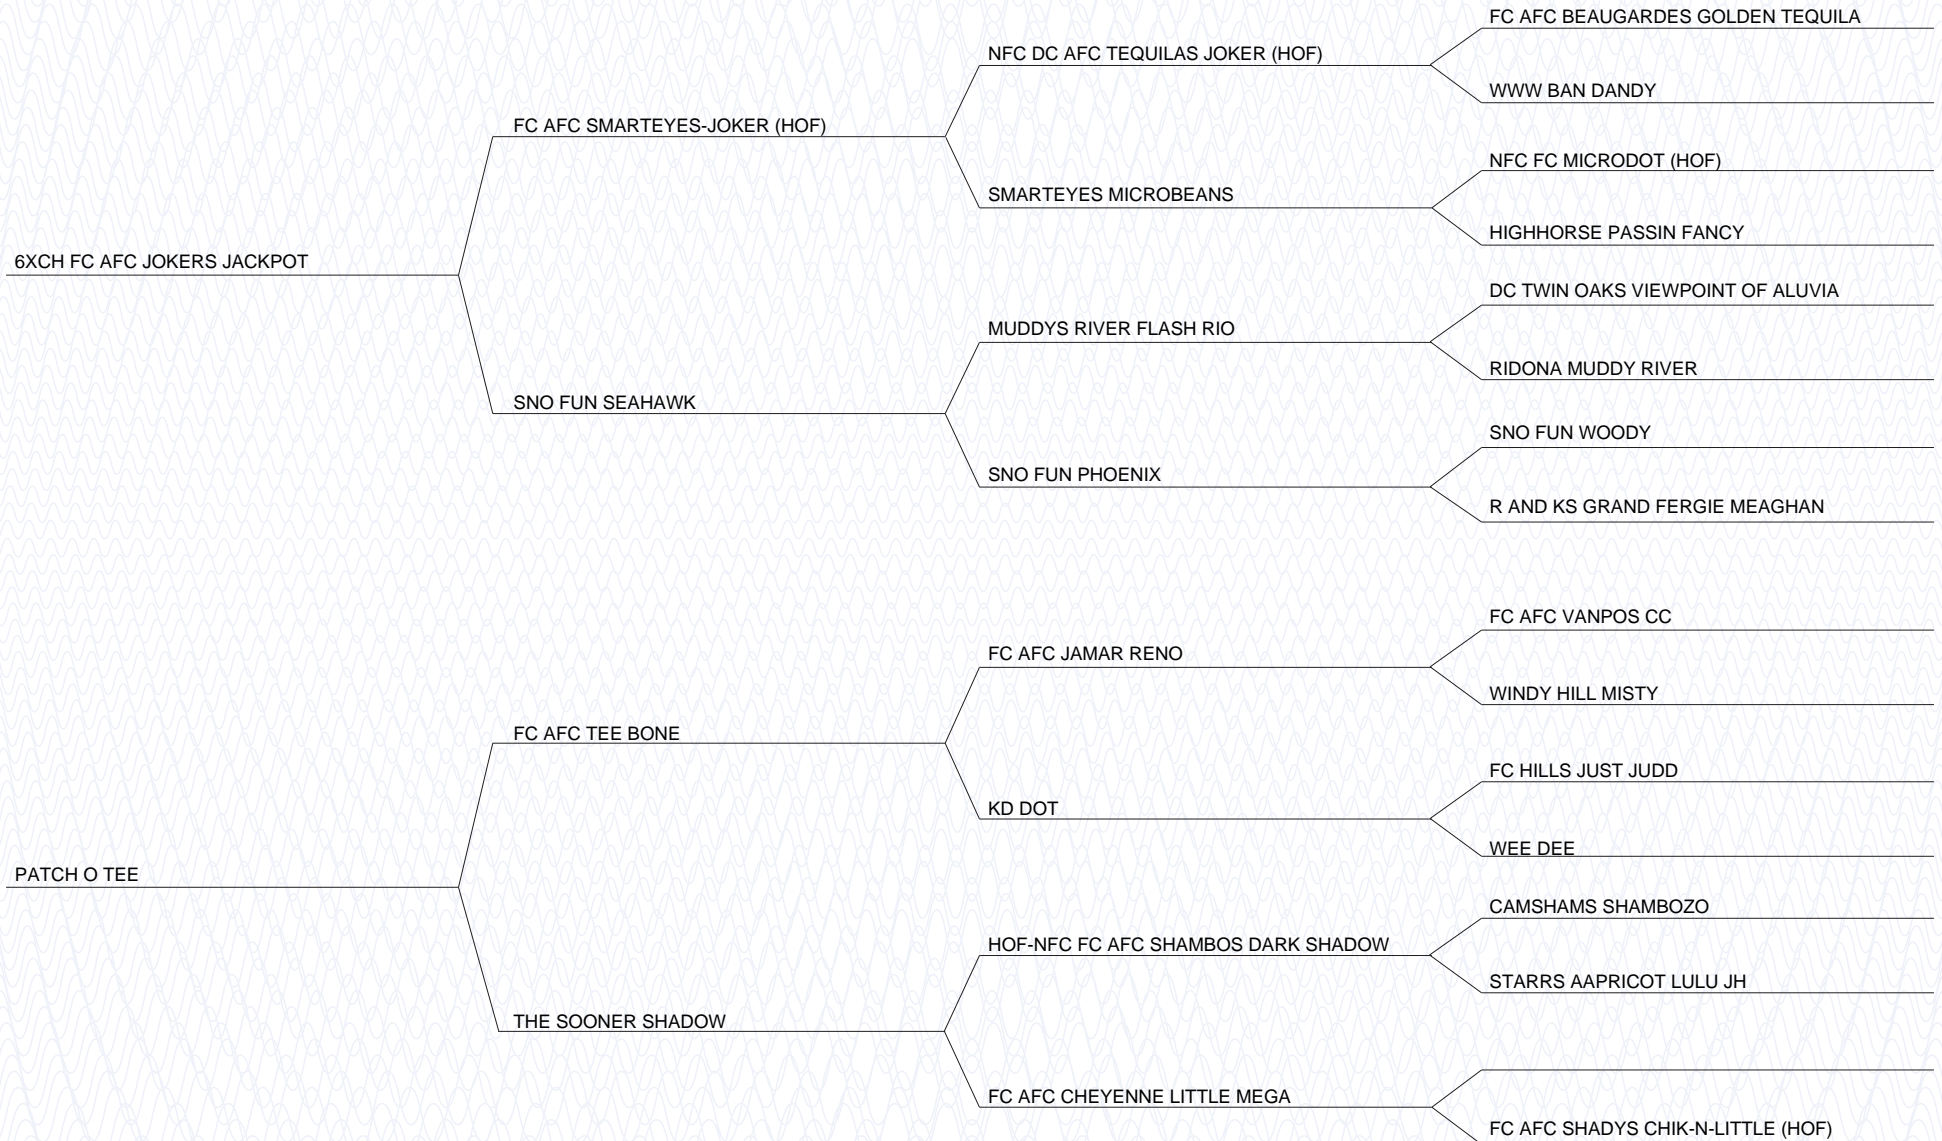 FC AFC BEAUGARDES GOLDEN TEQUILA
NFC DC AFC TEQUILAS JOKER (HOF)
WWW BAN DANDY
FC AFC SMARTEYES-JOKER (HOF)
NFC FC MICRODOT (HOF)
SMARTEYES MICROBEANS
HIGHHORSE PASSIN FANCY
6XCH FC AFC JOKERS JACKPOT
DC TWIN OAKS VIEWPOINT OF ALUVIA
MUDDYS RIVER FLASH RIO
RIDONA MUDDY RIVER
SNO FUN SEAHAWK
SNO FUN WOODY
SNO FUN PHOENIX
R AND KS GRAND FERGIE MEAGHAN
FC AFC VANPOS CC
FC AFC JAMAR RENO
WINDY HILL MISTY
FC AFC TEE BONE
FC HILLS JUST JUDD
KD DOT
WEE DEE
PATCH O TEE
CAMSHAMS SHAMBOZO
HOF-NFC FC AFC SHAMBOS DARK SHADOW
STARRS AAPRICOT LULU JH
THE SOONER SHADOW
FC AFC CHEYENNE LITTLE MEGA
FC AFC SHADYS CHIK-N-LITTLE (HOF)